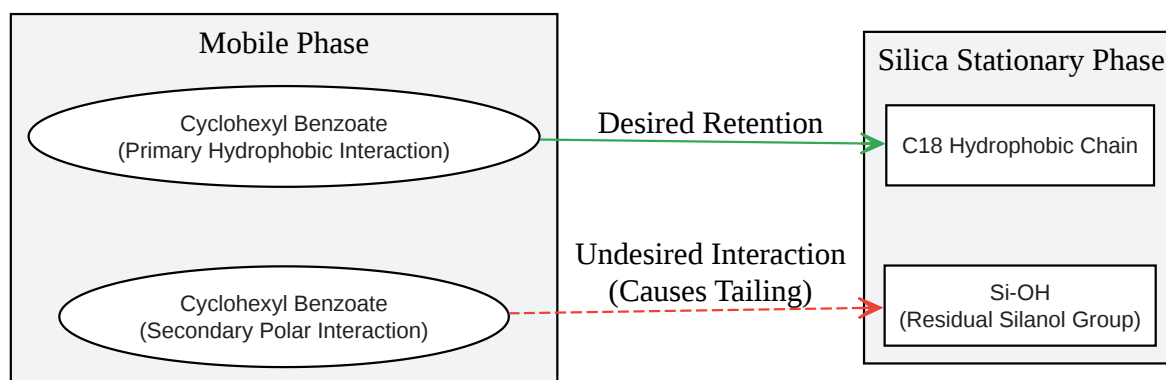 Mobile Phase
Silica Stationary Phase
Cyclohexyl Benzoate
(Primary Hydrophobic Interaction)
Desired Retention
C18 Hydrophobic Chain
Undesired Interaction
(Causes Tailing)
Cyclohexyl Benzoate
(Secondary Polar Interaction)
Si-OH
(Residual Silanol Group)